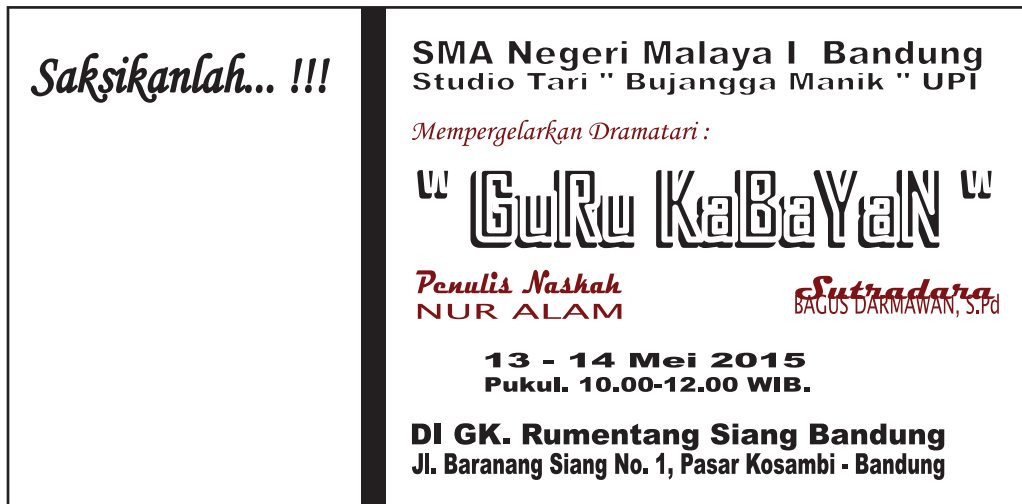 Saksikanlah... !!!
SMA Negeri Malaya I Bandung
Studio Tari " Bujangga Manik " UPI
Mempergelarkan Dramatari :
" GuRu KaBaYaN "
Penulis Naskah
NUR ALAM
Sutradara
BAGUS DARMAWAN, S.Pd
13 - 14 Mei 2015
Pukul. 10.00-12.00 WIB.
DI GK. Rumentang Siang Bandung
Jl. Baranang Siang No. 1, Pasar Kosambi - Bandung